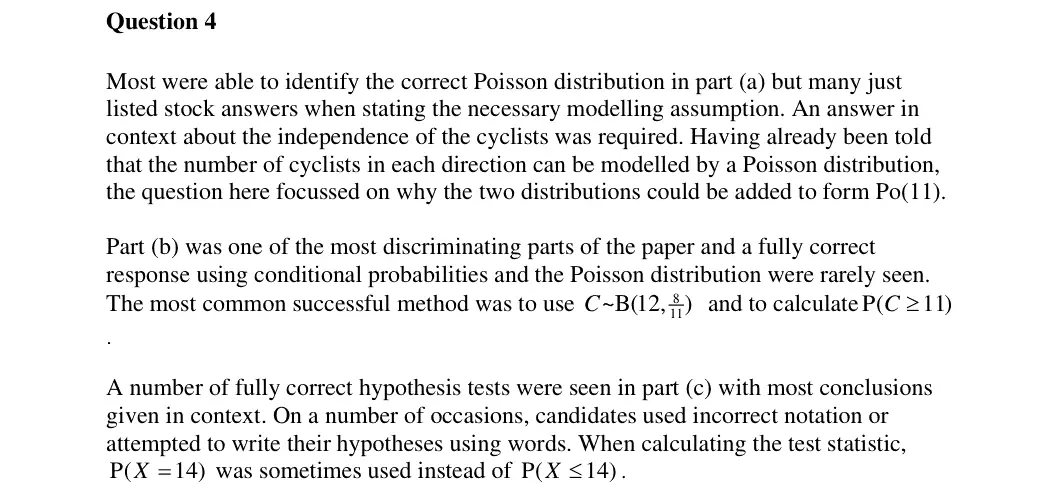 Question 4
Most were able to identify the correct Poisson distribution in part (a) but many just
listed stock answers when stating the necessary modelling assumption. An answer in
context about the independence of the cyclists was required. Having already been told
that the number of cyclists in each direction can be modelled by a Poisson distribution,
the question here focussed on why the two distributions could be added to form Po(11).
Part (b) was one of the most discriminating parts of the paper and a fully correct
response using conditional probabilities and the Poisson distribution were rarely seen.
The most common successful method was to use C~B(12, 8/11) and to calculate P(C ≥ 11)
.
A number of fully correct hypothesis tests were seen in part (c) with most conclusions
given in context. On a number of occasions, candidates used incorrect notation or
attempted to write their hypotheses using words. When calculating the test statistic,
P(X = 14) was sometimes used instead of P(X ≤ 14).